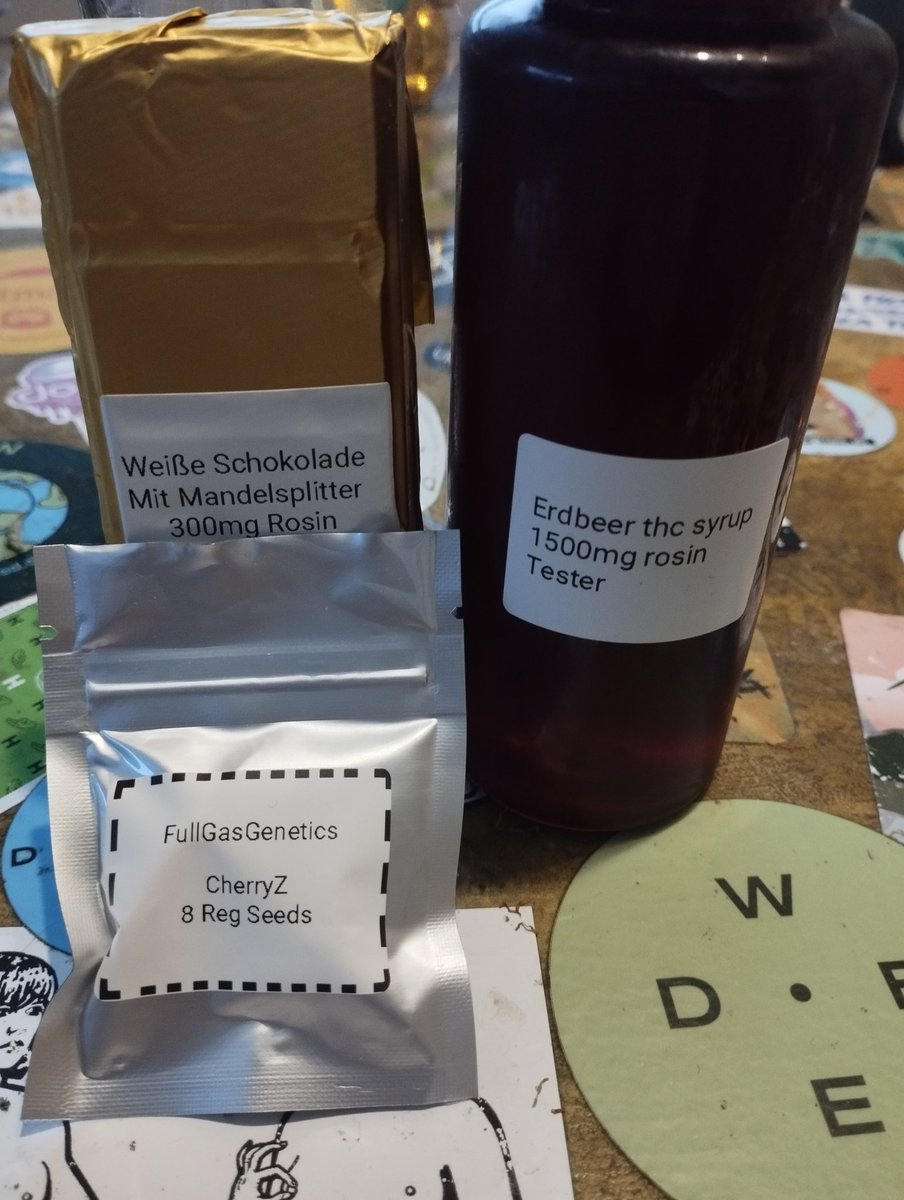 Weiße Schokolade
Mit Mandelsplitter
300mg Rosin
Erdbeer thc syrup
1500mg rosin
Tester
FullGasGenetics
CherryZ
8 Reg Seeds
W
D • E
E
D
H
H